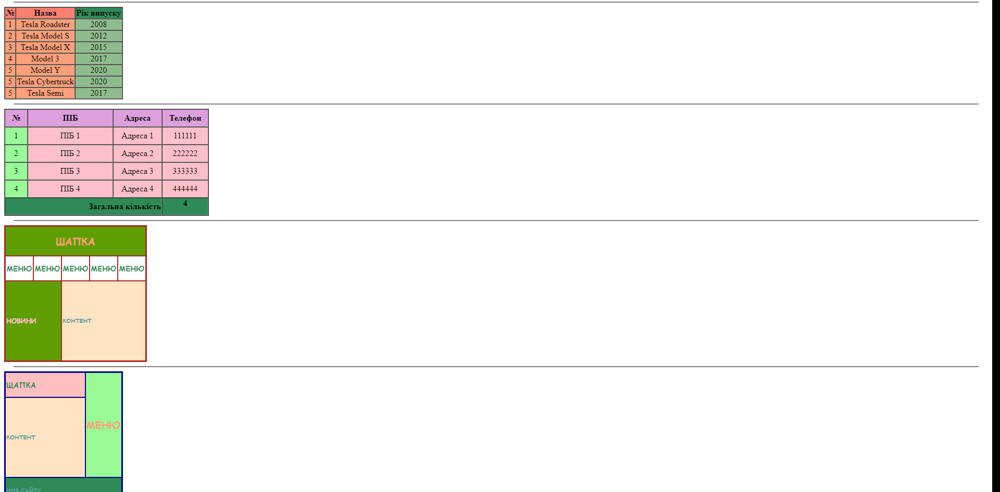 № Назва Рік випуску
1 Tesla Roadster 2008
2 Tesla Model S 2012
3 Tesla Model X 2015
4 Model 3 2017
5 Model Y 2020
5 Tesla Cybertruck 2020
5 Tesla Semi 2017
№ ПІБ Адреса Телефон
1 ПІБ 1 Адреса 1 111111
2 ПІБ 2 Адреса 2 222222
3 ПІБ 3 Адреса 3 333333
4 ПІБ 4 Адреса 4 444444
Загальна кількість 4
ШАПКА
МЕНЮ МЕНЮ МЕНЮ МЕНЮ МЕНЮ
НОВИНИ КОНТЕНТ
ЩАПКА
МЕНЮ
КОНТЕНТ
НИЗ САЙТУ